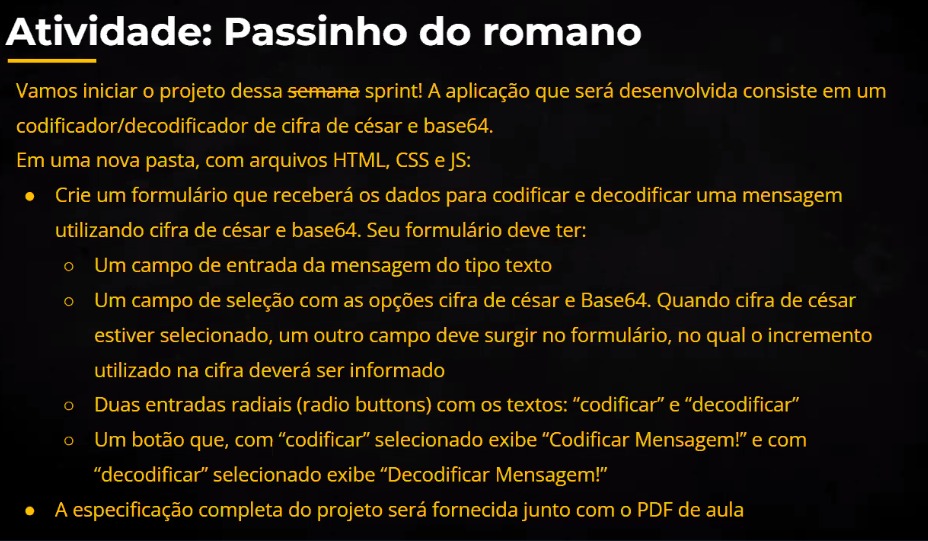 Atividade: Passinho do romano
Vamos iniciar o projeto dessa semana sprint! A aplicação que será desenvolvida consiste em um
codificador/decodificador de cifra de césar e base64.
Em uma nova pasta, com arquivos HTML, CSS e JS:
● Crie um formulário que receberá os dados para codificar e decodificar uma mensagem
utilizando cifra de césar e base64. Seu formulário deve ter:
○ Um campo de entrada da mensagem do tipo texto
○ Um campo de seleção com as opções cifra de césar e Base64. Quando cifra de césar
estiver selecionado, um outro campo deve surgir no formulário, no qual o incremento
utilizado na cifra deverá ser informado
○ Duas entradas radiais (radio buttons) com os textos: “codificar” e “decodificar”
○ Um botão que, com “codificar” selecionado exibe “Codificar Mensagem!” e com
“decodificar” selecionado exibe “Decodificar Mensagem!”
● A especificação completa do projeto será fornecida junto com o PDF de aula